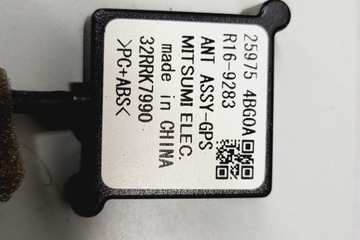 25975 4BG0A
R16-9283
ANT ASSY-GPS
MITSUMI ELEC.
made in CHINA
32RRK7990
>PC+ABS<